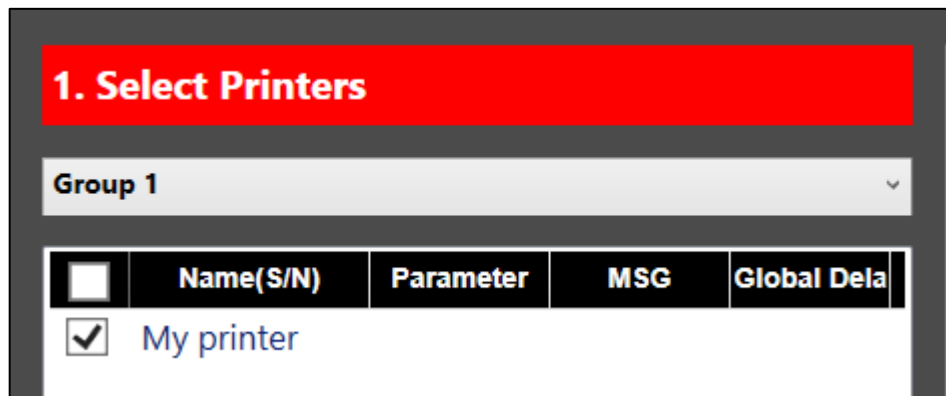 1. Select Printers
Group 1
Name(S/N) Parameter MSG Global Dela
My printer